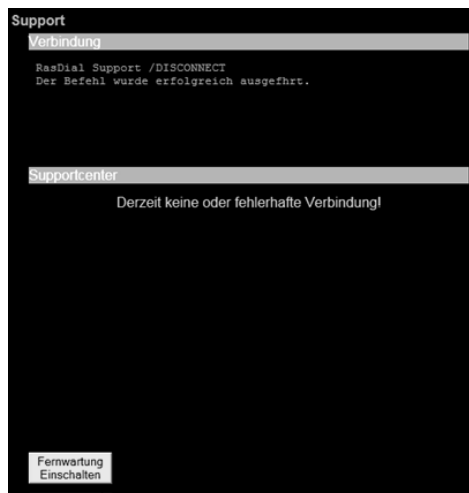 Support
Verbindung
RasDial Support /DISCONNECT
Der Befehl wurde erfolgreich ausgefhrt.
Supportcenter
Derzeit keine oder fehlerhafte Verbindung!
Fernwartung
Einschalten